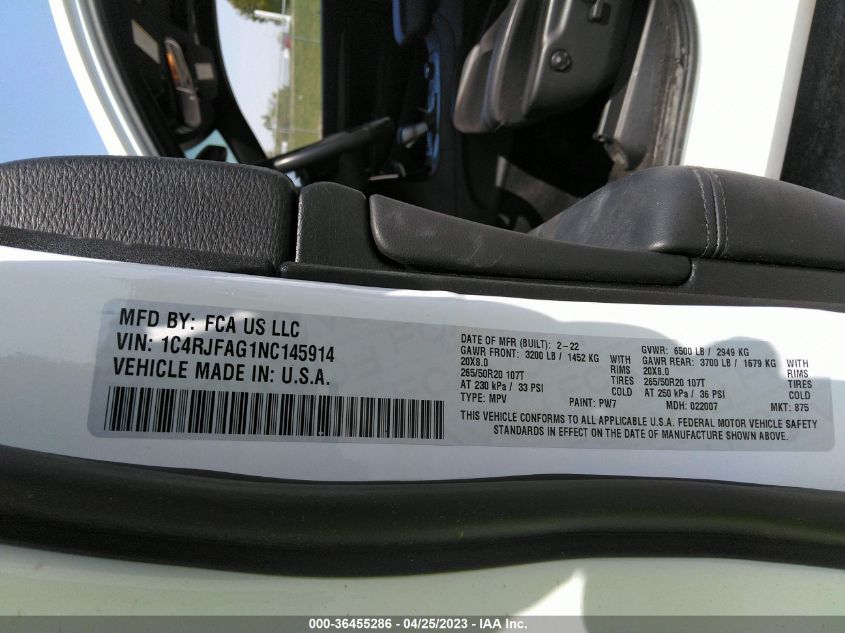 MFD BY: FCA US LLC
VIN: 1C4RJFAG1NC145914
VEHICLE MADE IN: U.S.A.
DATE OF MFR (BUILT): 2-22 GVWR: 6500 LB / 2949 KG
GAWR FRONT: 3200 LB / 1452 KG WITH GAWR REAR: 3700 LB / 1679 KG WITH
20X8.0 RIMS 20X8.0 RIMS
265/50R20 107T TIRES 265/50R20 107T TIRES
AT 230 kPa / 33 PSI COLD AT 250 kPa / 36 PSI COLD
TYPE: MPV PAINT: PW7 MDH: 022007 MKT: 875
THIS VEHICLE CONFORMS TO ALL APPLICABLE U.S.A. FEDERAL MOTOR VEHICLE SAFETY
STANDARDS IN EFFECT ON THE DATE OF MANUFACTURE SHOWN ABOVE.
000-36455286 - 04/25/2023 - IAA Inc.